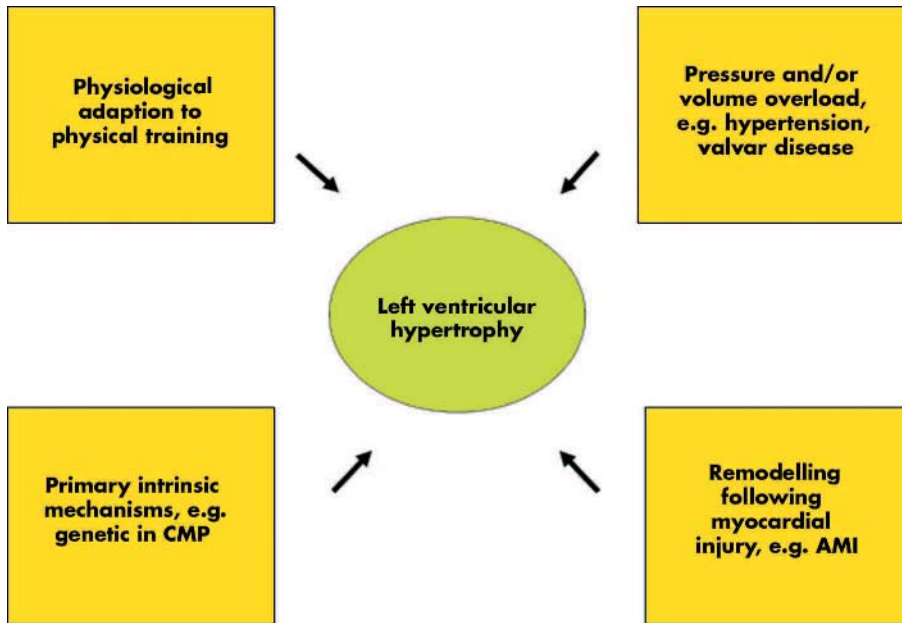 Physiological
adaption to
physical training
Pressure and/or
volume overload,
e.g. hypertension,
valvar disease
Left ventricular
hypertrophy
Primary intrinsic
mechanisms, e.g.
genetic in CMP
Remodelling
following
myocardial
injury, e.g. AMI